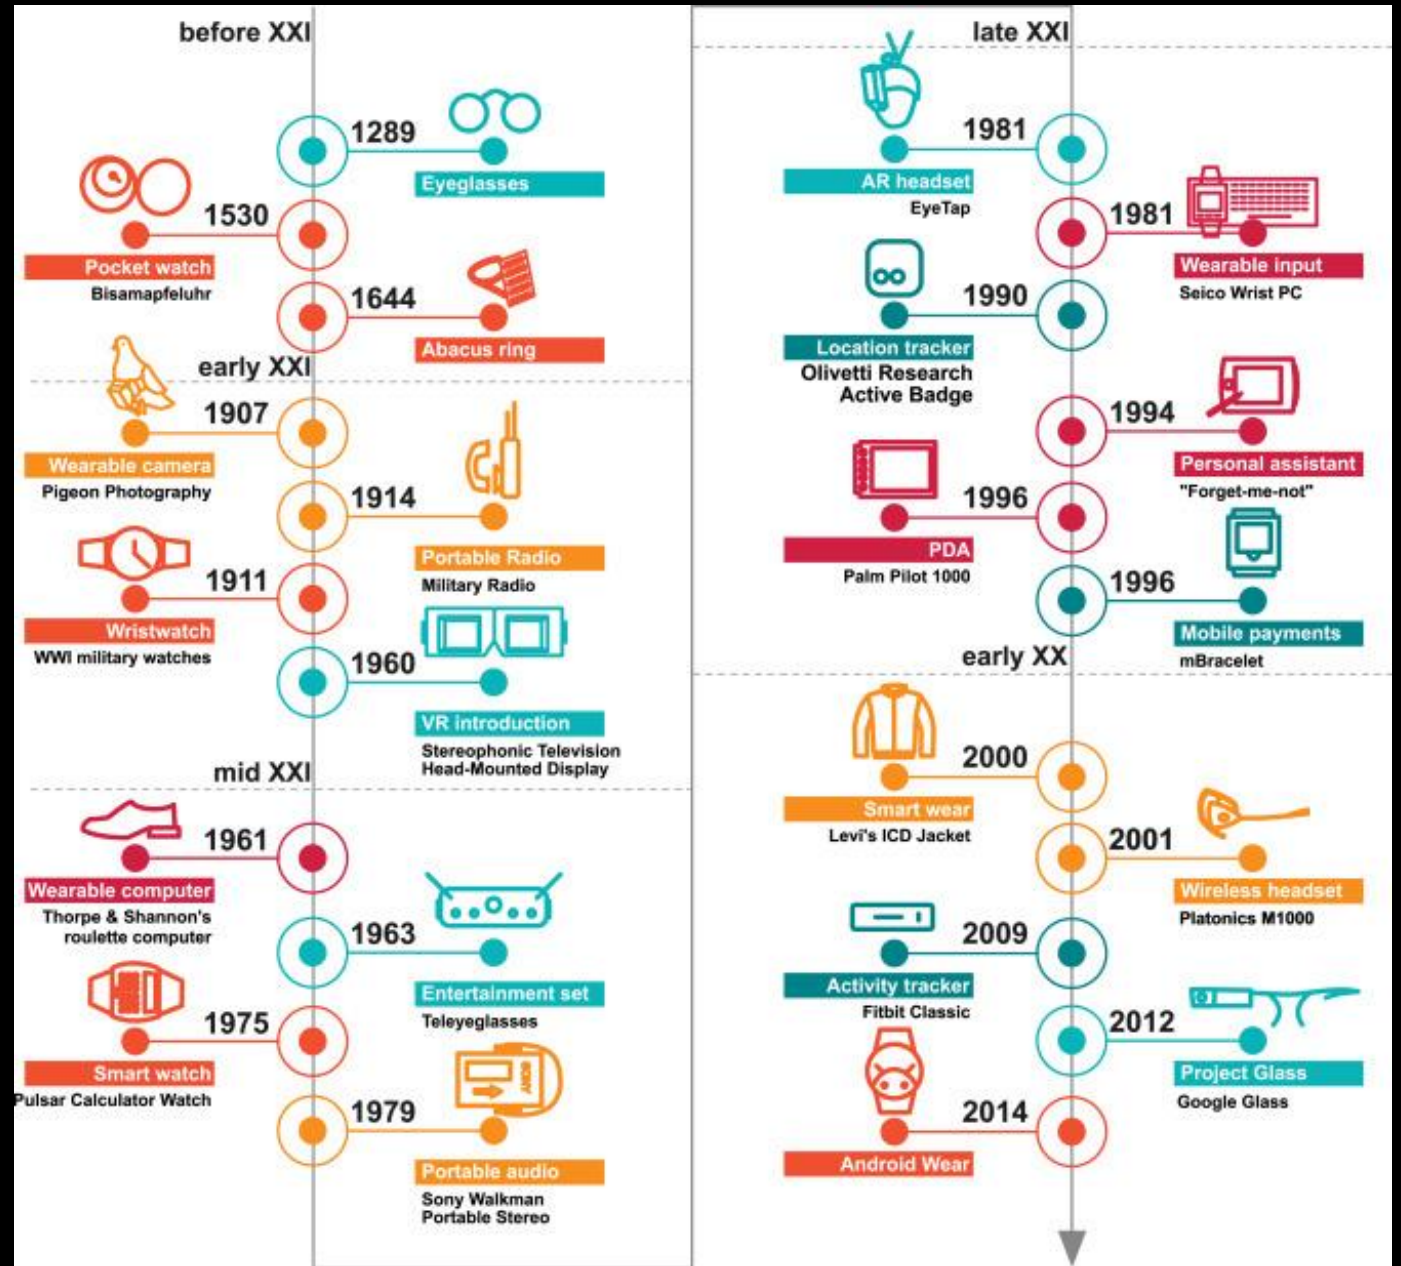 before XXI
1289
Eyeglasses
1530
Pocket watch
Bisamapfeluhr
1644
Abacus ring
early XXI
1907
Wearable camera
Pigeon Photography
1914
Portable Radio
Military Radio
1911
Wristwatch
WWI military watches
1960
VR introduction
Stereophonic Television
Head-Mounted Display
mid XXI
1961
Wearable computer
Thorpe & Shannon's
roulette computer
1963
Entertainment set
Teleyeglasses
1975
Smart watch
Pulsar Calculator Watch
SONY
1979
Portable audio
Sony Walkman
Portable Stereo
late XXI
1981
AR headset
EyeTap
1981
Wearable input
Seico Wrist PC
1990
Location tracker
Olivetti Research
Active Badge
1994
Personal assistant
"Forget-me-not"
1996
PDA
Palm Pilot 1000
1996
Mobile payments
mBracelet
early XX
2000
Smart wear
Levi's ICD Jacket
2001
Wireless headset
Platonics M1000
2009
Activity tracker
Fitbit Classic
2012
Project Glass
Google Glass
2014
Android Wear